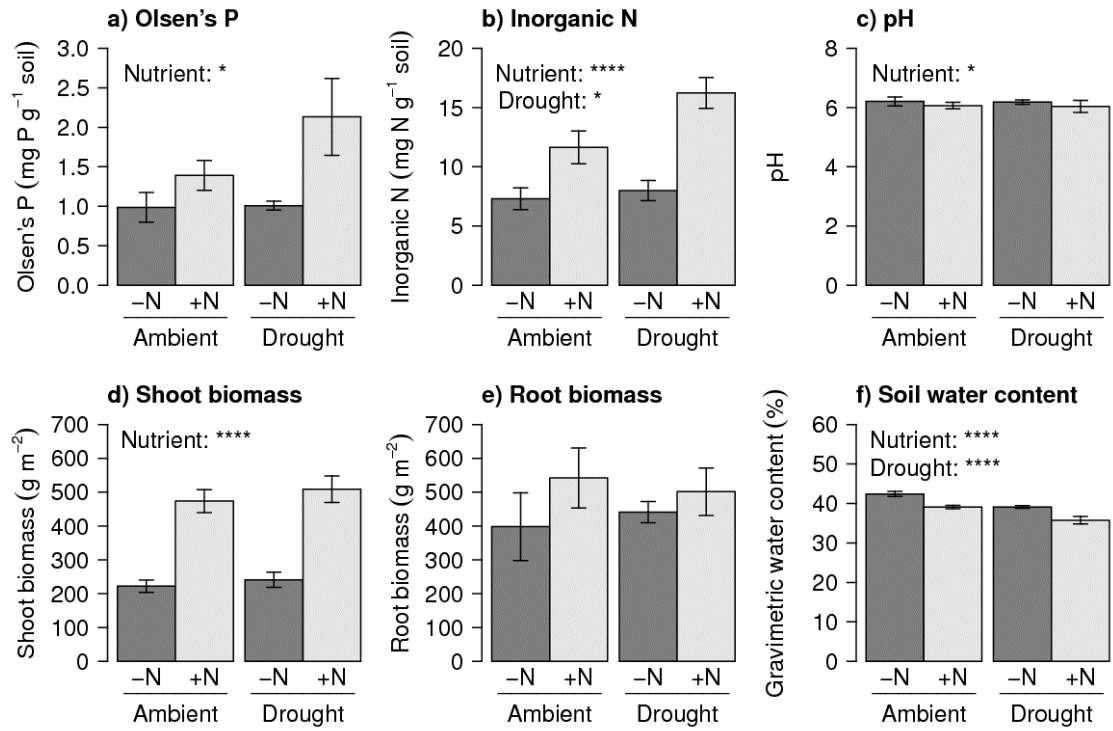 a) Olsen's P
Olsen's P (mg P g⁻¹ soil)
3.0
2.5
2.0
1.5
1.0
0.5
0.0
Nutrient: *
−N +N −N +N
Ambient Drought
b) Inorganic N
Inorganic N (mg N g⁻¹ soil)
20
15
10
5
0
Nutrient: ****
Drought: *
−N +N −N +N
Ambient Drought
c) pH
pH
8
6
4
2
0
Nutrient: *
−N +N −N +N
Ambient Drought
d) Shoot biomass
Shoot biomass (g m⁻²)
700
600
500
400
300
200
100
0
Nutrient: ****
−N +N −N +N
Ambient Drought
e) Root biomass
Root biomass (g m⁻²)
700
600
500
400
300
200
100
0
−N +N −N +N
Ambient Drought
f) Soil water content
Gravimetric water content (%)
60
50
40
30
20
10
0
Nutrient: ****
Drought: ****
−N +N −N +N
Ambient Drought